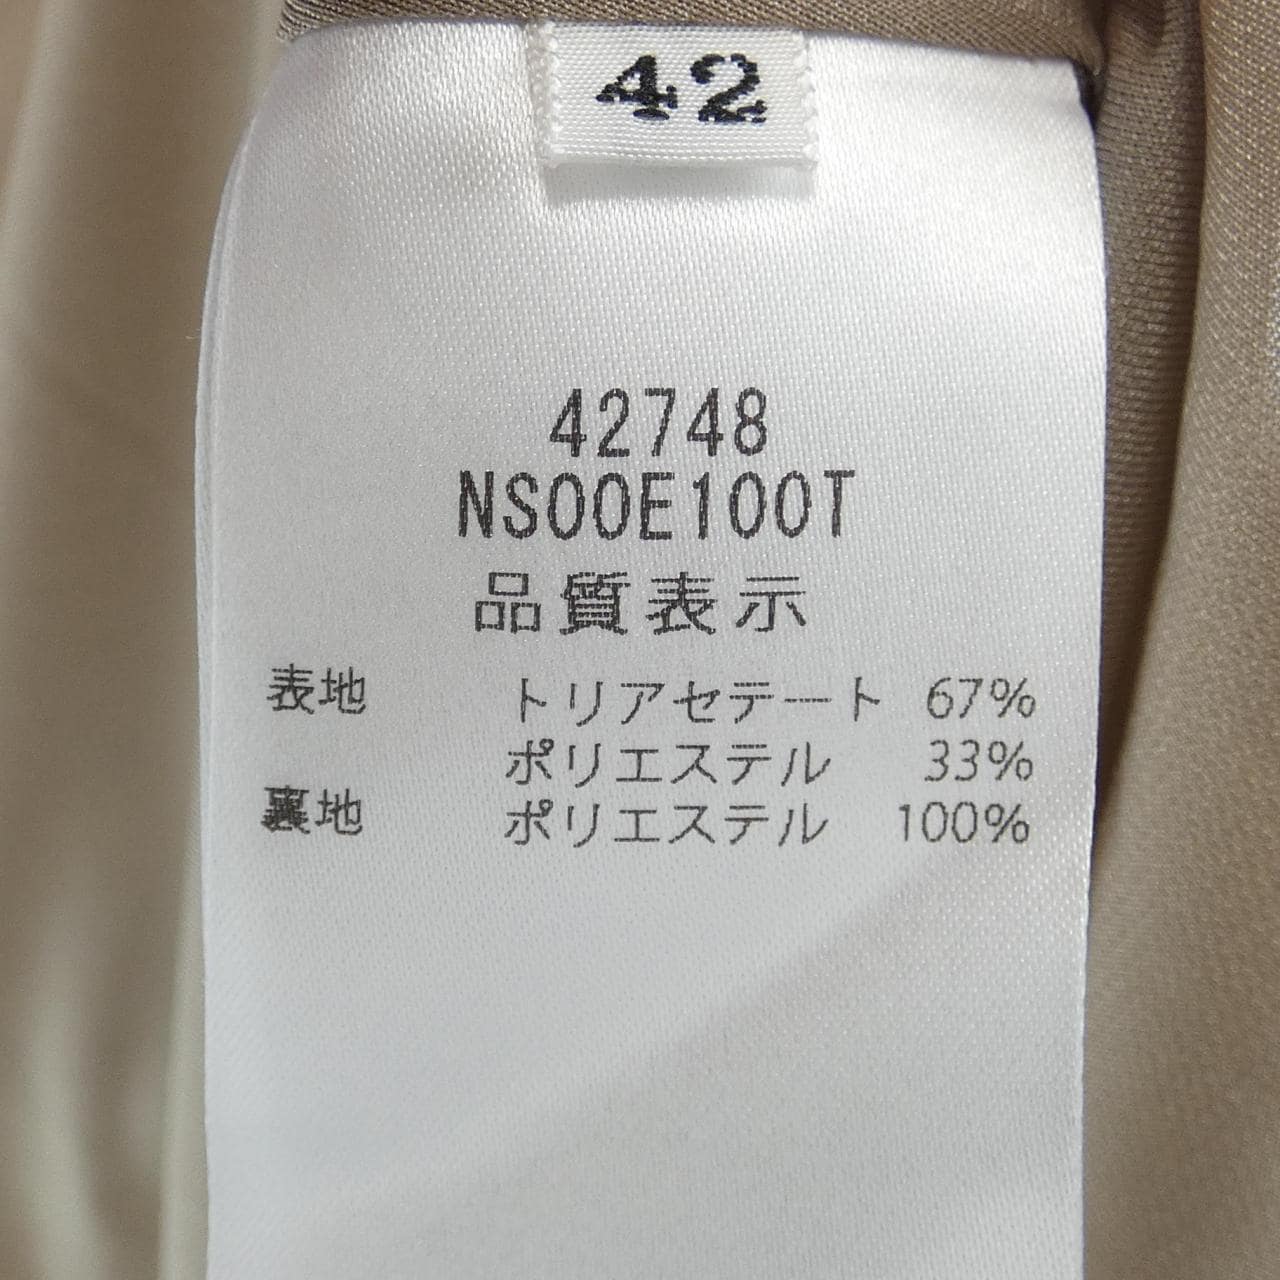 42
42748
NS00E100T
品質表示
表地 トリアセテート 67%
ポリエステル 33%
裏地 ポリエステル 100%